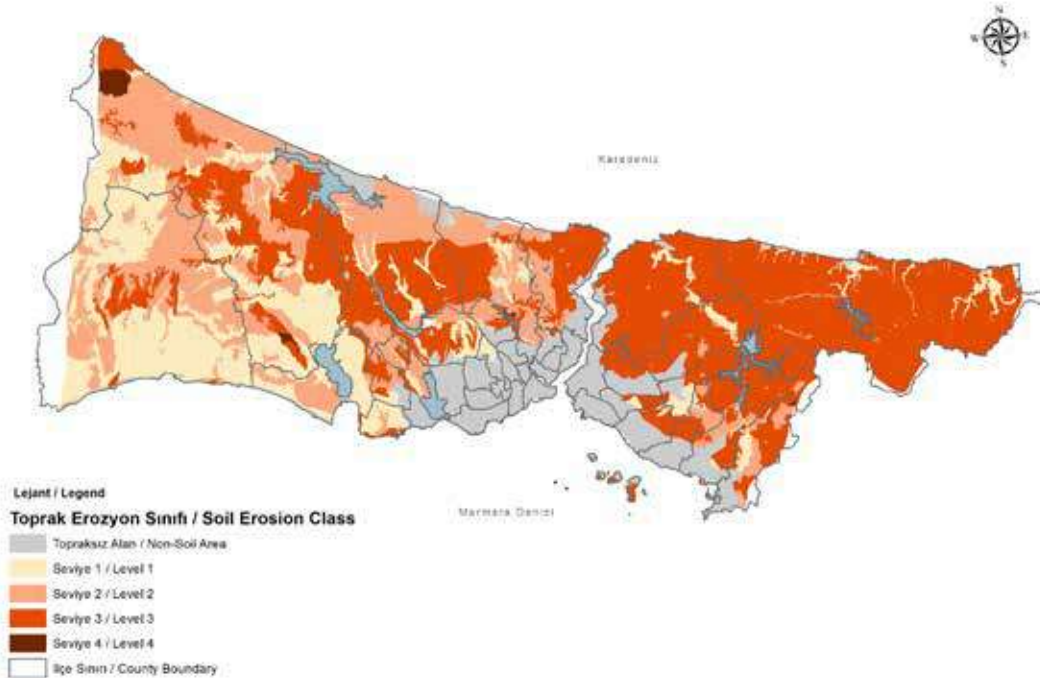 N
W E
S
Karadeniz
Marmara Denizi
Lejant / Legend
Toprak Erozyon Sınıfı / Soil Erosion Class
Topraksız Alan / Non-Soil Area
Seviye 1 / Level 1
Seviye 2 / Level 2
Seviye 3 / Level 3
Seviye 4 / Level 4
İlçe Sınırı / County Boundary